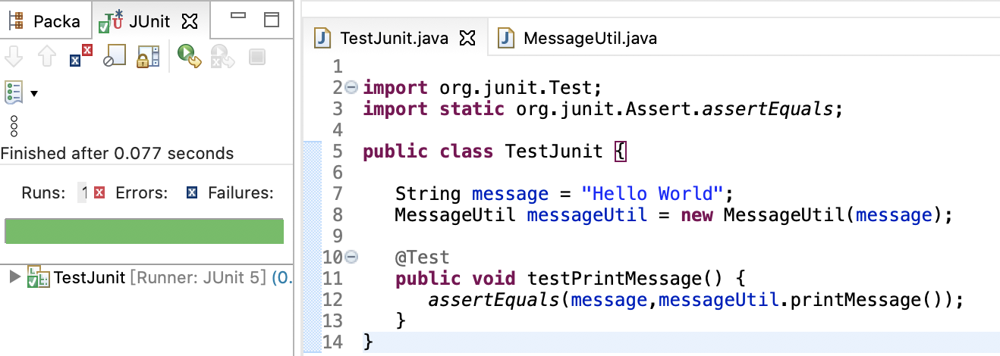 Packa JUnit
Finished after 0.077 seconds
Runs: 1 Errors: Failures:
TestJunit [Runner: JUnit 5] (0.
TestJunit.java MessageUtil.java
1
2 import org.junit.Test;
3 import static org.junit.Assert.assertEquals;
4
5 public class TestJunit {
6
7 String message = "Hello World";
8 MessageUtil messageUtil = new MessageUtil(message);
9
10 @Test
11 public void testPrintMessage() {
12 assertEquals(message,messageUtil.printMessage());
13 }
14 }